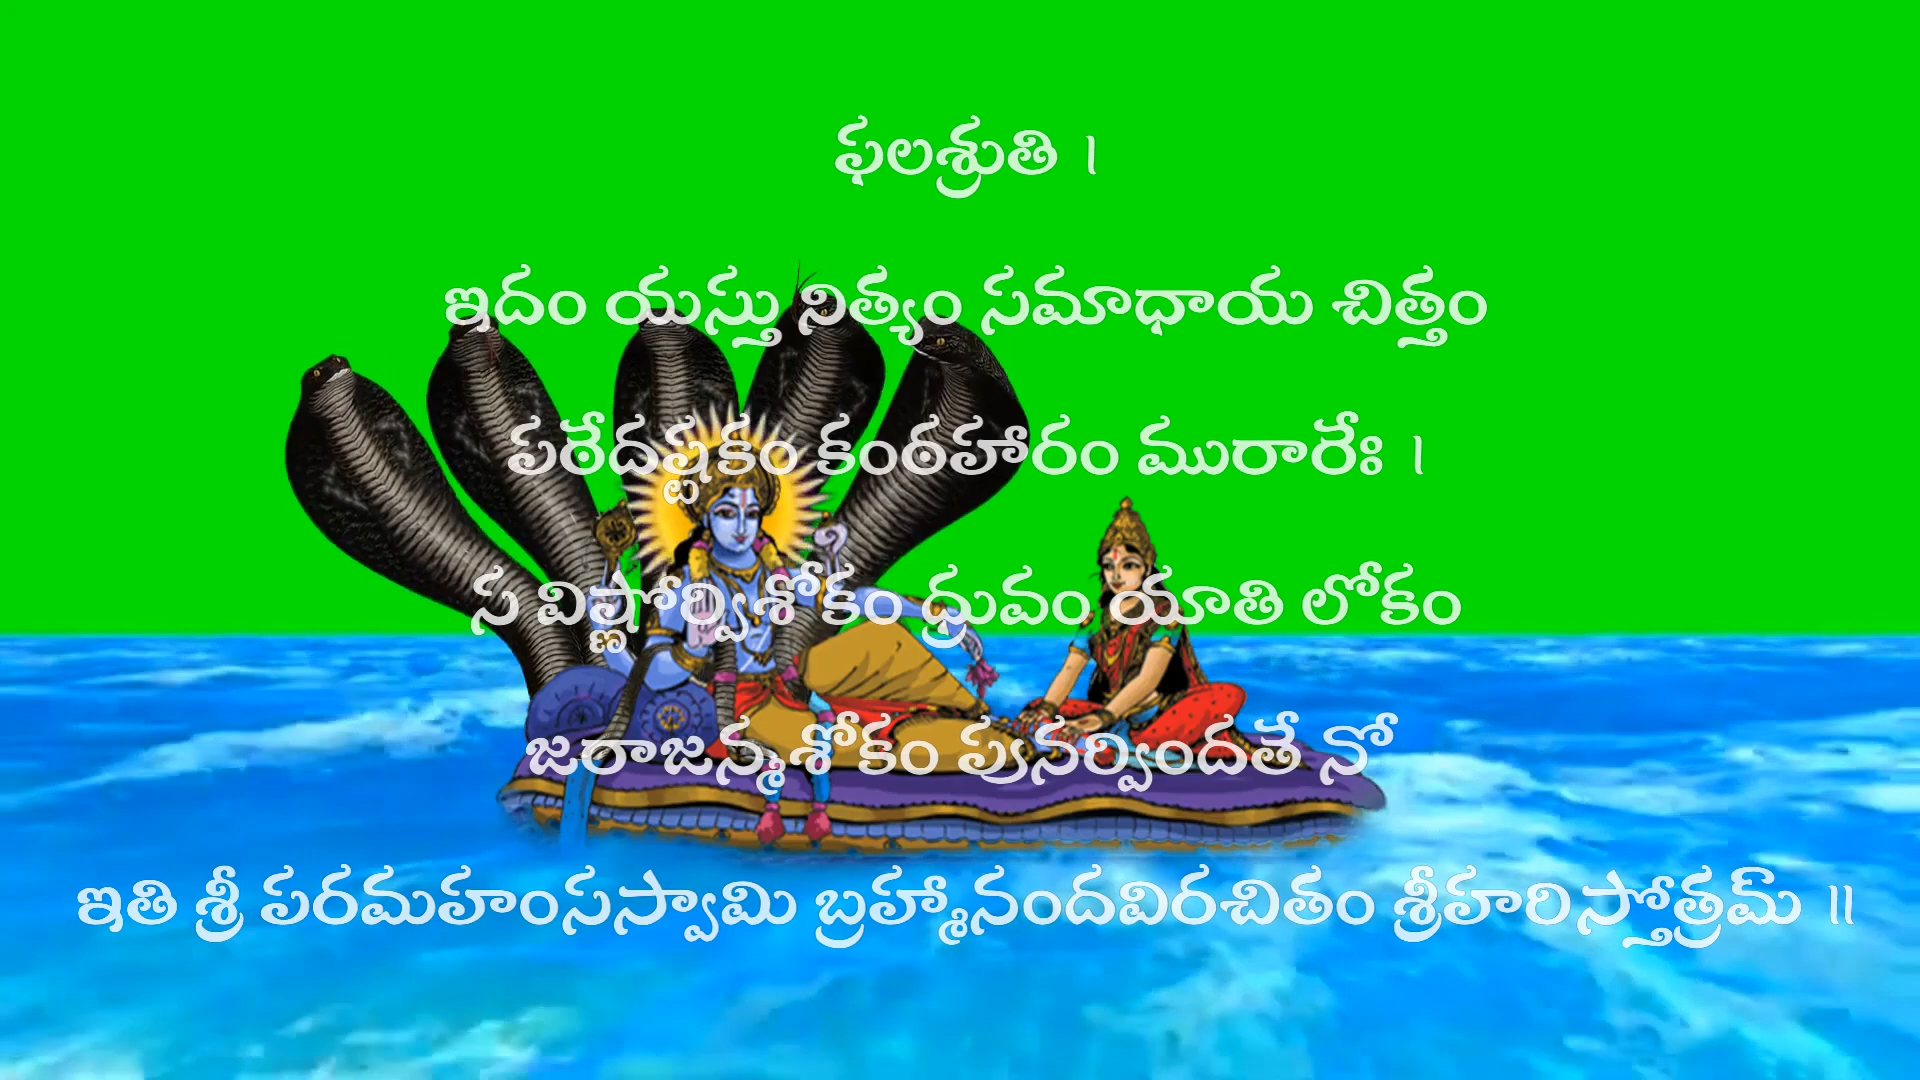 ఫలశ్రుతి ।
ఇదం యస్తు నిత్యం సమాధాయ చిత్తం
పఠేదష్టకం కంఠహారం మురారేః ।
స విష్ణోర్విశోకం ధ్రువం యాతి లోకం
జరాజన్మశోకం పునర్విందతే నో
ఇతి శ్రీ పరమహంసస్వామి బ్రహ్మానందవిరచితం శ్రీహరిస్తోత్రమ్ ॥